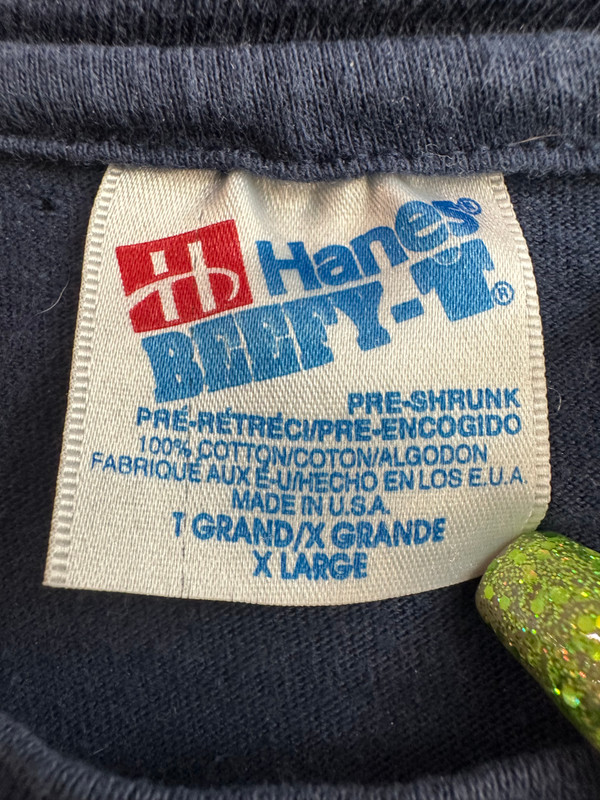 Hanes®
BEEFY-T®
PRE-SHRUNK
PRÉ-RÉTRÉCI/PRE-ENCOGIDO
100% COTTON/COTON/ALGODON
FABRIQUE AUX E-U/HECHO EN LOS E.U.A.
MADE IN U.S.A.
T GRAND/X GRANDE
X LARGE